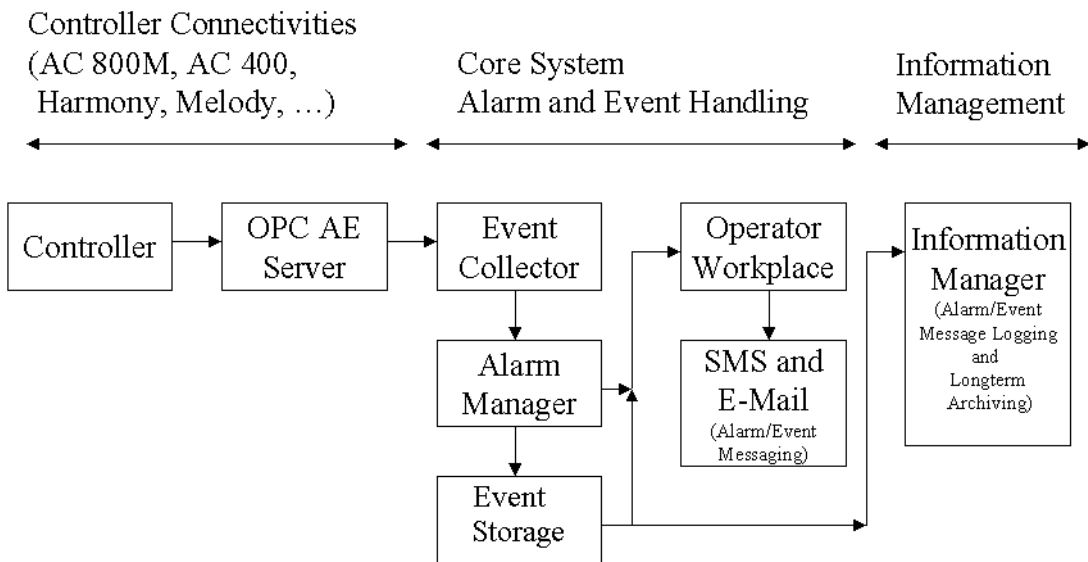 Controller Connectivities
(AC 800M, AC 400,
Harmony, Melody, …)
Core System
Alarm and Event Handling
Information
Management
Controller
OPC AE
Server
Event
Collector
Operator
Workplace
Information
Manager
(Alarm/Event
Message Logging
and
Longterm
Archiving)
Alarm
Manager
SMS and
E-Mail
(Alarm/Event
Messaging)
Event
Storage